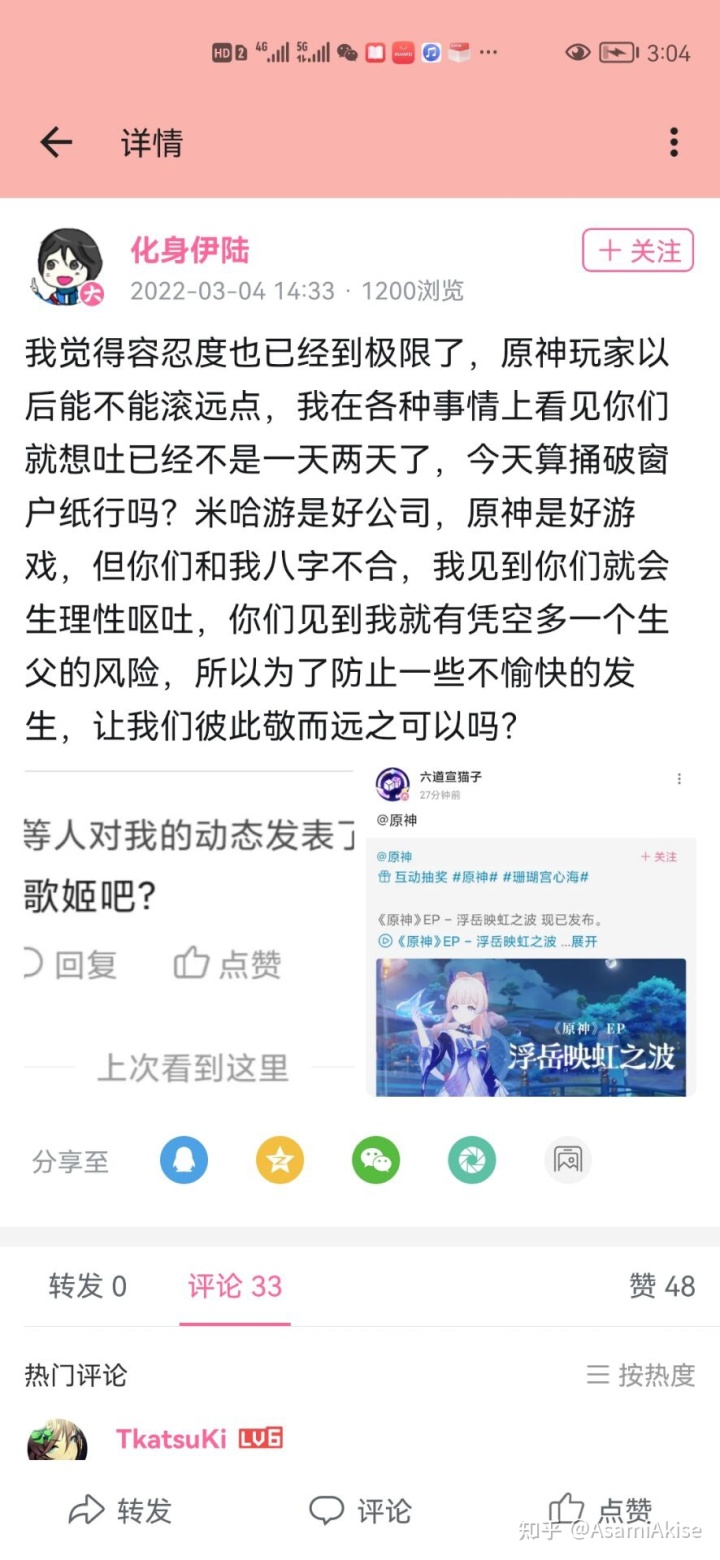 HD 2 4G 5G 3:04
详情
化身伊陆
大
+ 关注
2022-03-04 14:33 · 1200浏览
我觉得容忍度也已经到极限了，原神玩家以
后能不能滚远点，我在各种事情上看见你们
就想吐已经不是一天两天了，今天算捅破窗
户纸行吗？米哈游是好公司，原神是好游
戏，但你们和我八字不合，我见到你们就会
生理性呕吐，你们见到我就有凭空多一个生
父的风险，所以为了防止一些不愉快的发
生，让我们彼此敬而远之可以吗？
等人对我的动态发表了
歌姬吧？
回复 点赞
上次看到这里
六道宣猫子
27分钟前
@原神
@原神 + 关注
互动抽奖 #原神# #珊瑚宫心海#
《原神》EP - 浮岳映虹之波 现已发布。
《原神》EP - 浮岳映虹之波 ...展开
《原神》EP
浮岳映虹之波
分享至
转发 0 评论 33 赞 48
热门评论 按热度
TkatsuKi LV6
转发 评论 点赞
知乎 @AsamiAkise